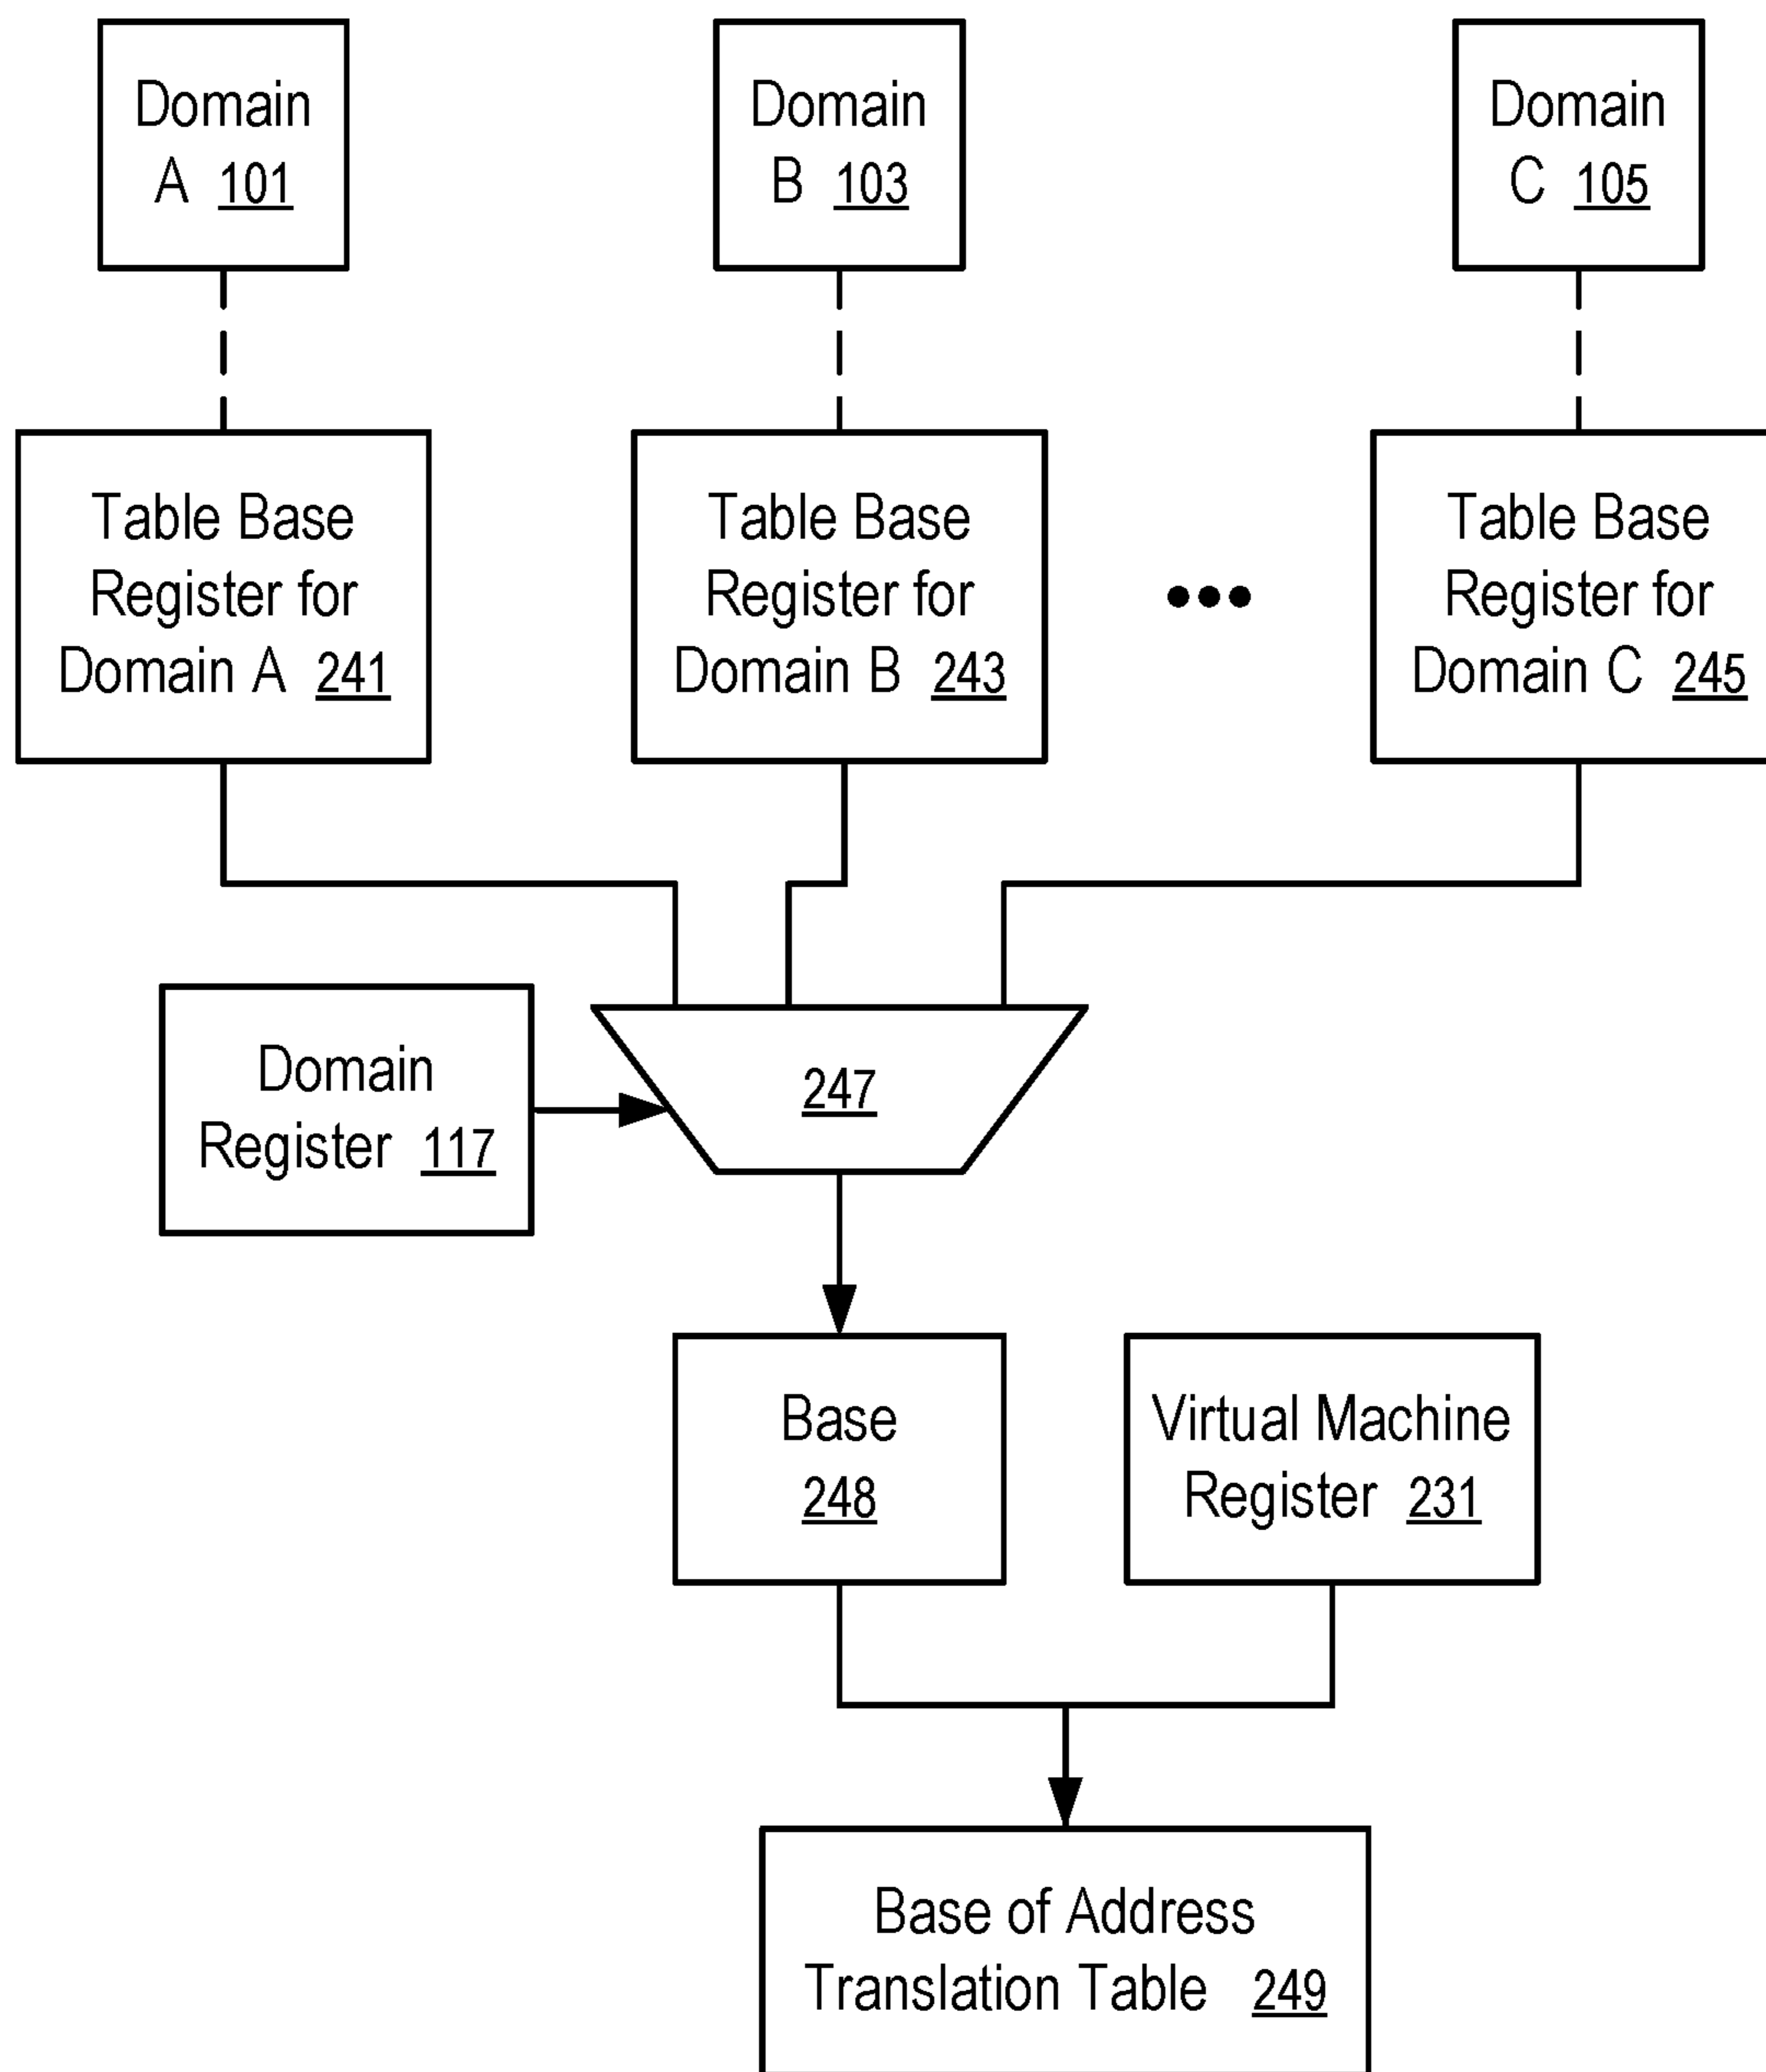 Domain
A 101
Domain
B 103
Domain
C 105
Table Base
Register for
Domain A 241
Table Base
Register for
Domain B 243
Table Base
Register for
Domain C 245
Domain
Register 117
247
Base
248
Virtual Machine
Register 231
Base of Address
Translation Table 249